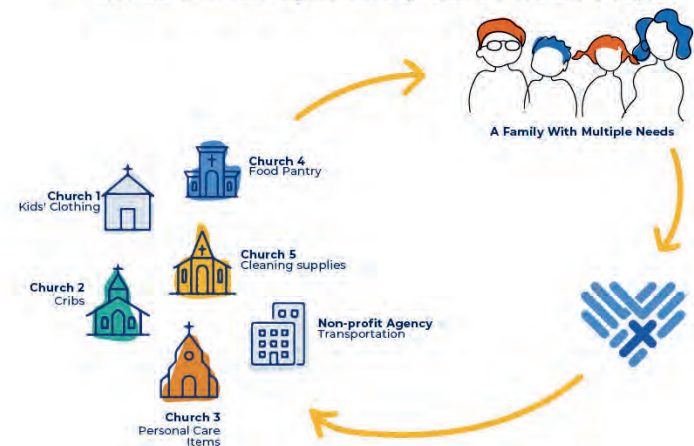 A Family With Multiple Needs
Church 4
Food Pantry
Church 1
Kids' Clothing
Church 5
Cleaning supplies
Church 2
Cribs
Non-profit Agency
Transportation
Church 3
Personal Care
Items